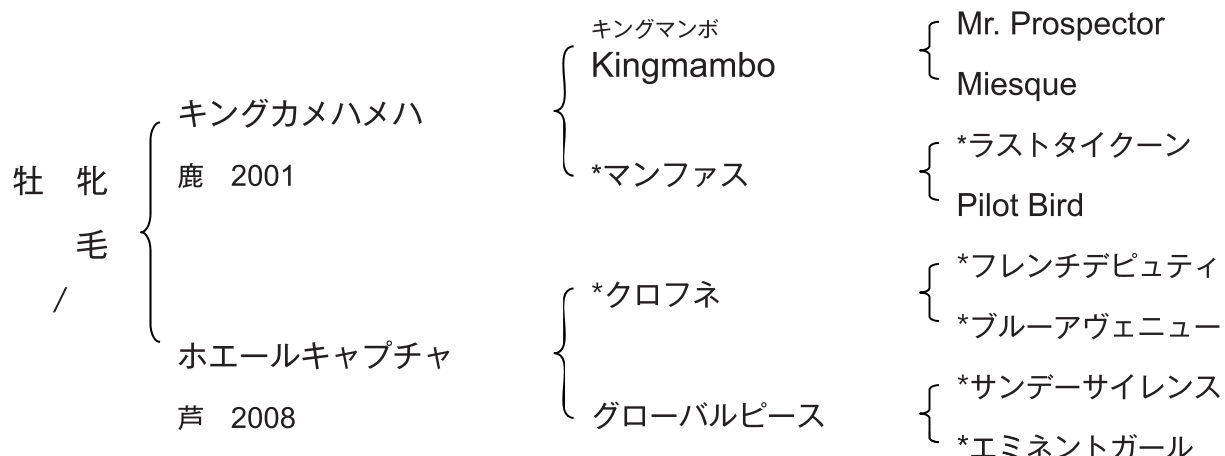 牡 牝
毛
/
キングカメハメハ
鹿 2001
ホエールキャプチャ
芦 2008
キングマンボ
Kingmambo
*マンファス
*クロフネ
グローバルピース
Mr. Prospector
Miesque
*ラストタイクーン
Pilot Bird
*フレンチデピュティ
*ブルーアヴェニュー
*サンデーサイレンス
*エミネントガール